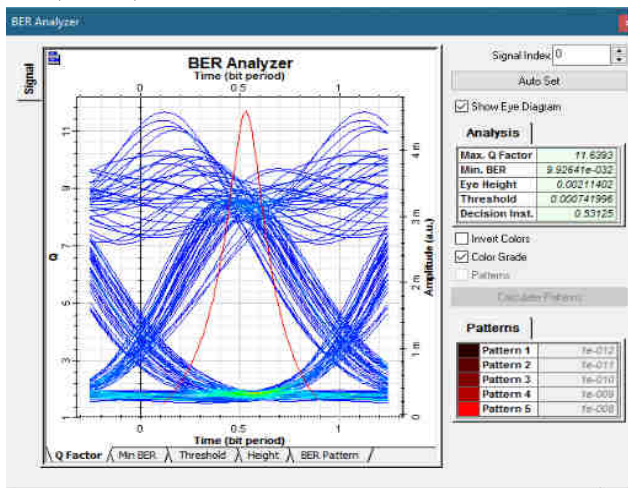 BER Analyzer
Signal Index: 0
Auto Set
Show Eye Diagram
Analysis
Max. Q Factor 11.6393
Min. BER 9.92641e-032
Eye Height 0.00211402
Threshold 0.000741996
Decision Inst. 0.53125
Invert Colors
Color Grade
Patterns
Calculate Patterns
Patterns
Pattern 1 1e-012
Pattern 2 1e-011
Pattern 3 1e-010
Pattern 4 1e-009
Pattern 5 1e-008
Signal
BER Analyzer
Time (bit period)
0 0.5 1
Q
1 3 5 7 9 11
Amplitude (a.u.)
0 1 m 2 m 3 m 4 m
0 0.5 1
Time (bit period)
Q Factor Min BER Threshold Height BER Pattern